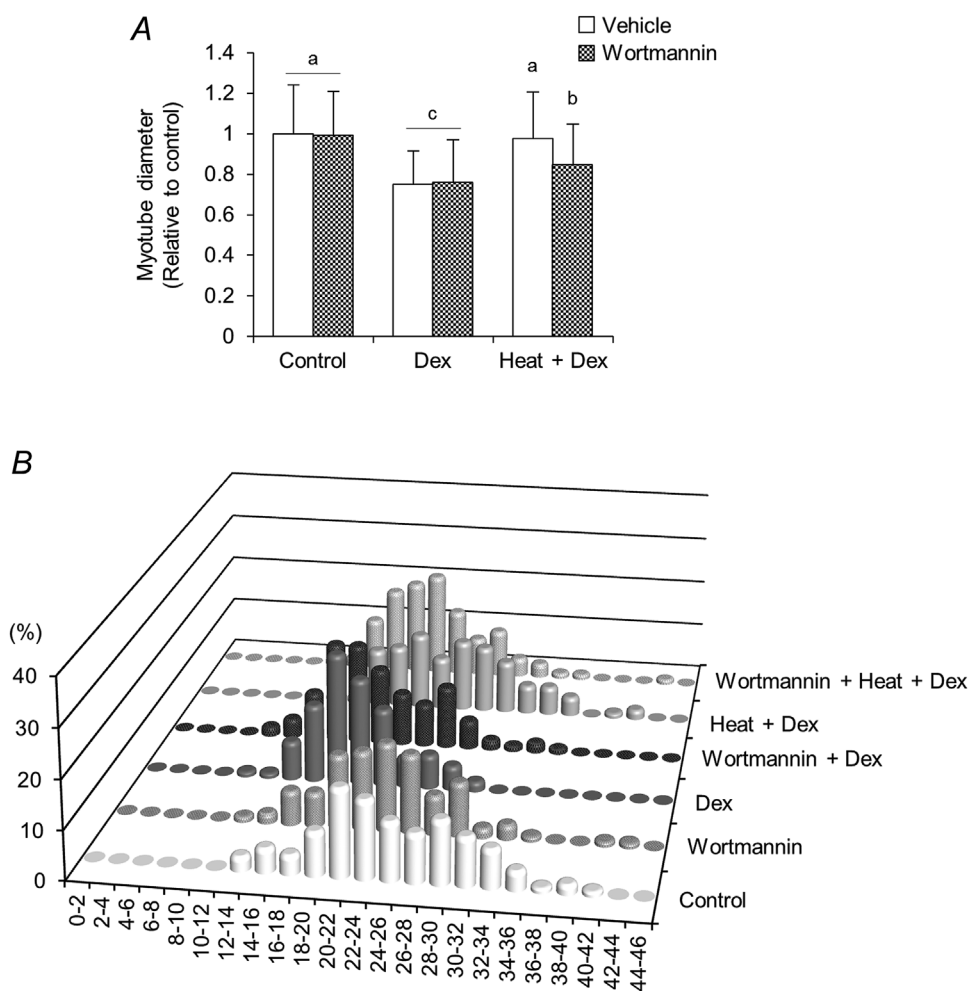 A
Vehicle
Wortmannin
1.4
1.2
1
0.8
0.6
0.4
0.2
0
Myotube diameter
(Relative to control)
a
c
a
b
Control
Dex
Heat + Dex
B
(%)
40
30
20
10
0
Wortmannin + Heat + Dex
Heat + Dex
Wortmannin + Dex
Dex
Wortmannin
Control
0-2
2-4
4-6
6-8
8-10
10-12
12-14
14-16
16-18
18-20
20-22
22-24
24-26
26-28
28-30
30-32
32-34
34-36
36-38
38-40
40-42
42-44
44-46